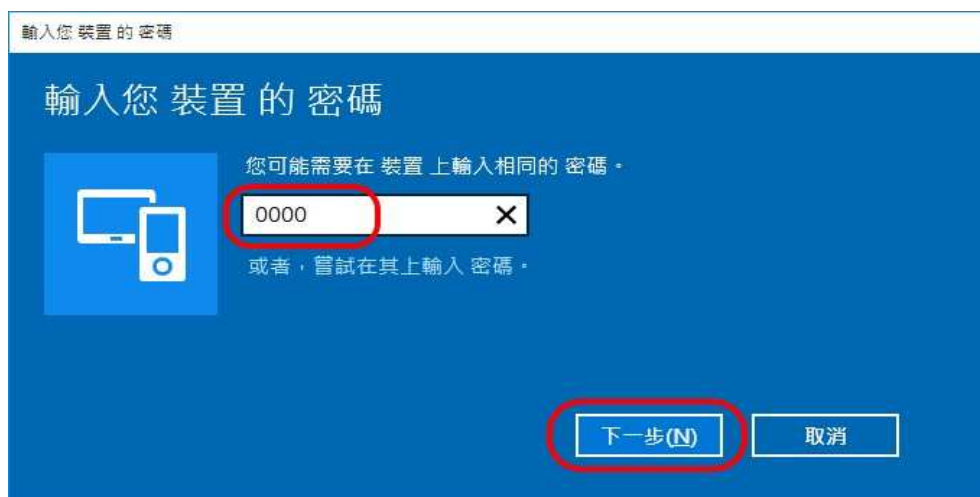 輸入您 裝置 的 密碼
輸入您 裝置 的 密碼
您可能需要在 裝置 上輸入相同的 密碼。
0000
或者，嘗試在其上輸入 密碼。
下一步(N) 取消